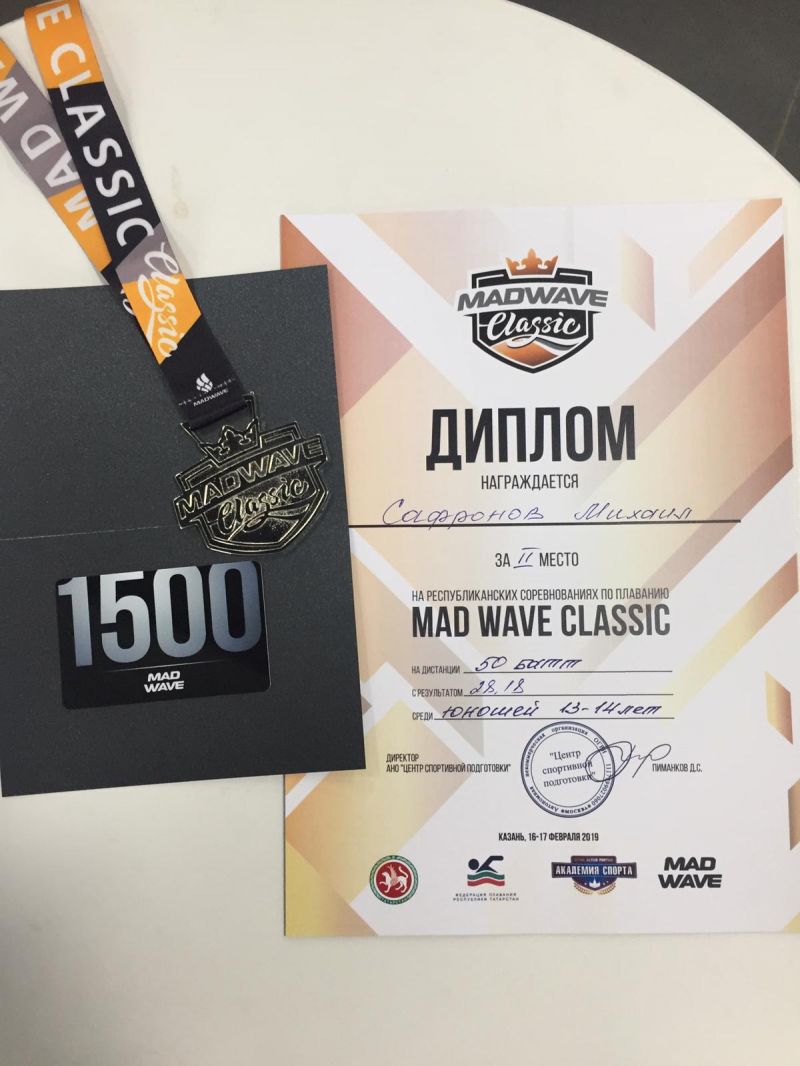 E CLASSIC
MAD W
MA
Classic
MADWAVE
MADWAVE
Classic
1500
MAD
WAVE
MADWAVE
Classic
ДИПЛОМ
НАГРАЖДАЕТСЯ
Сафронов Михаил
ЗА II МЕСТО
НА РЕСПУБЛИКАНСКИХ СОРЕВНОВАНИЯХ ПО ПЛАВАНИЮ
MAD WAVE CLASSIC
НА ДИСТАНЦИИ 50 батт
С РЕЗУЛЬТАТОМ 28,18
СРЕДИ юношей 13-14 лет
ДИРЕКТОР
АНО "ЦЕНТР СПОРТИВНОЙ ПОДГОТОВКИ"
"Центр
спортивной
подготовки"
ПИМАНКОВ Д.С.
КАЗАНЬ, 16-17 ФЕВРАЛЯ 2019
ФЕДЕРАЦИЯ ПЛАВАНИЯ
РЕСПУБЛИКИ ТАТАРСТАН
АКАДЕМИЯ СПОРТА
MAD
WAVE